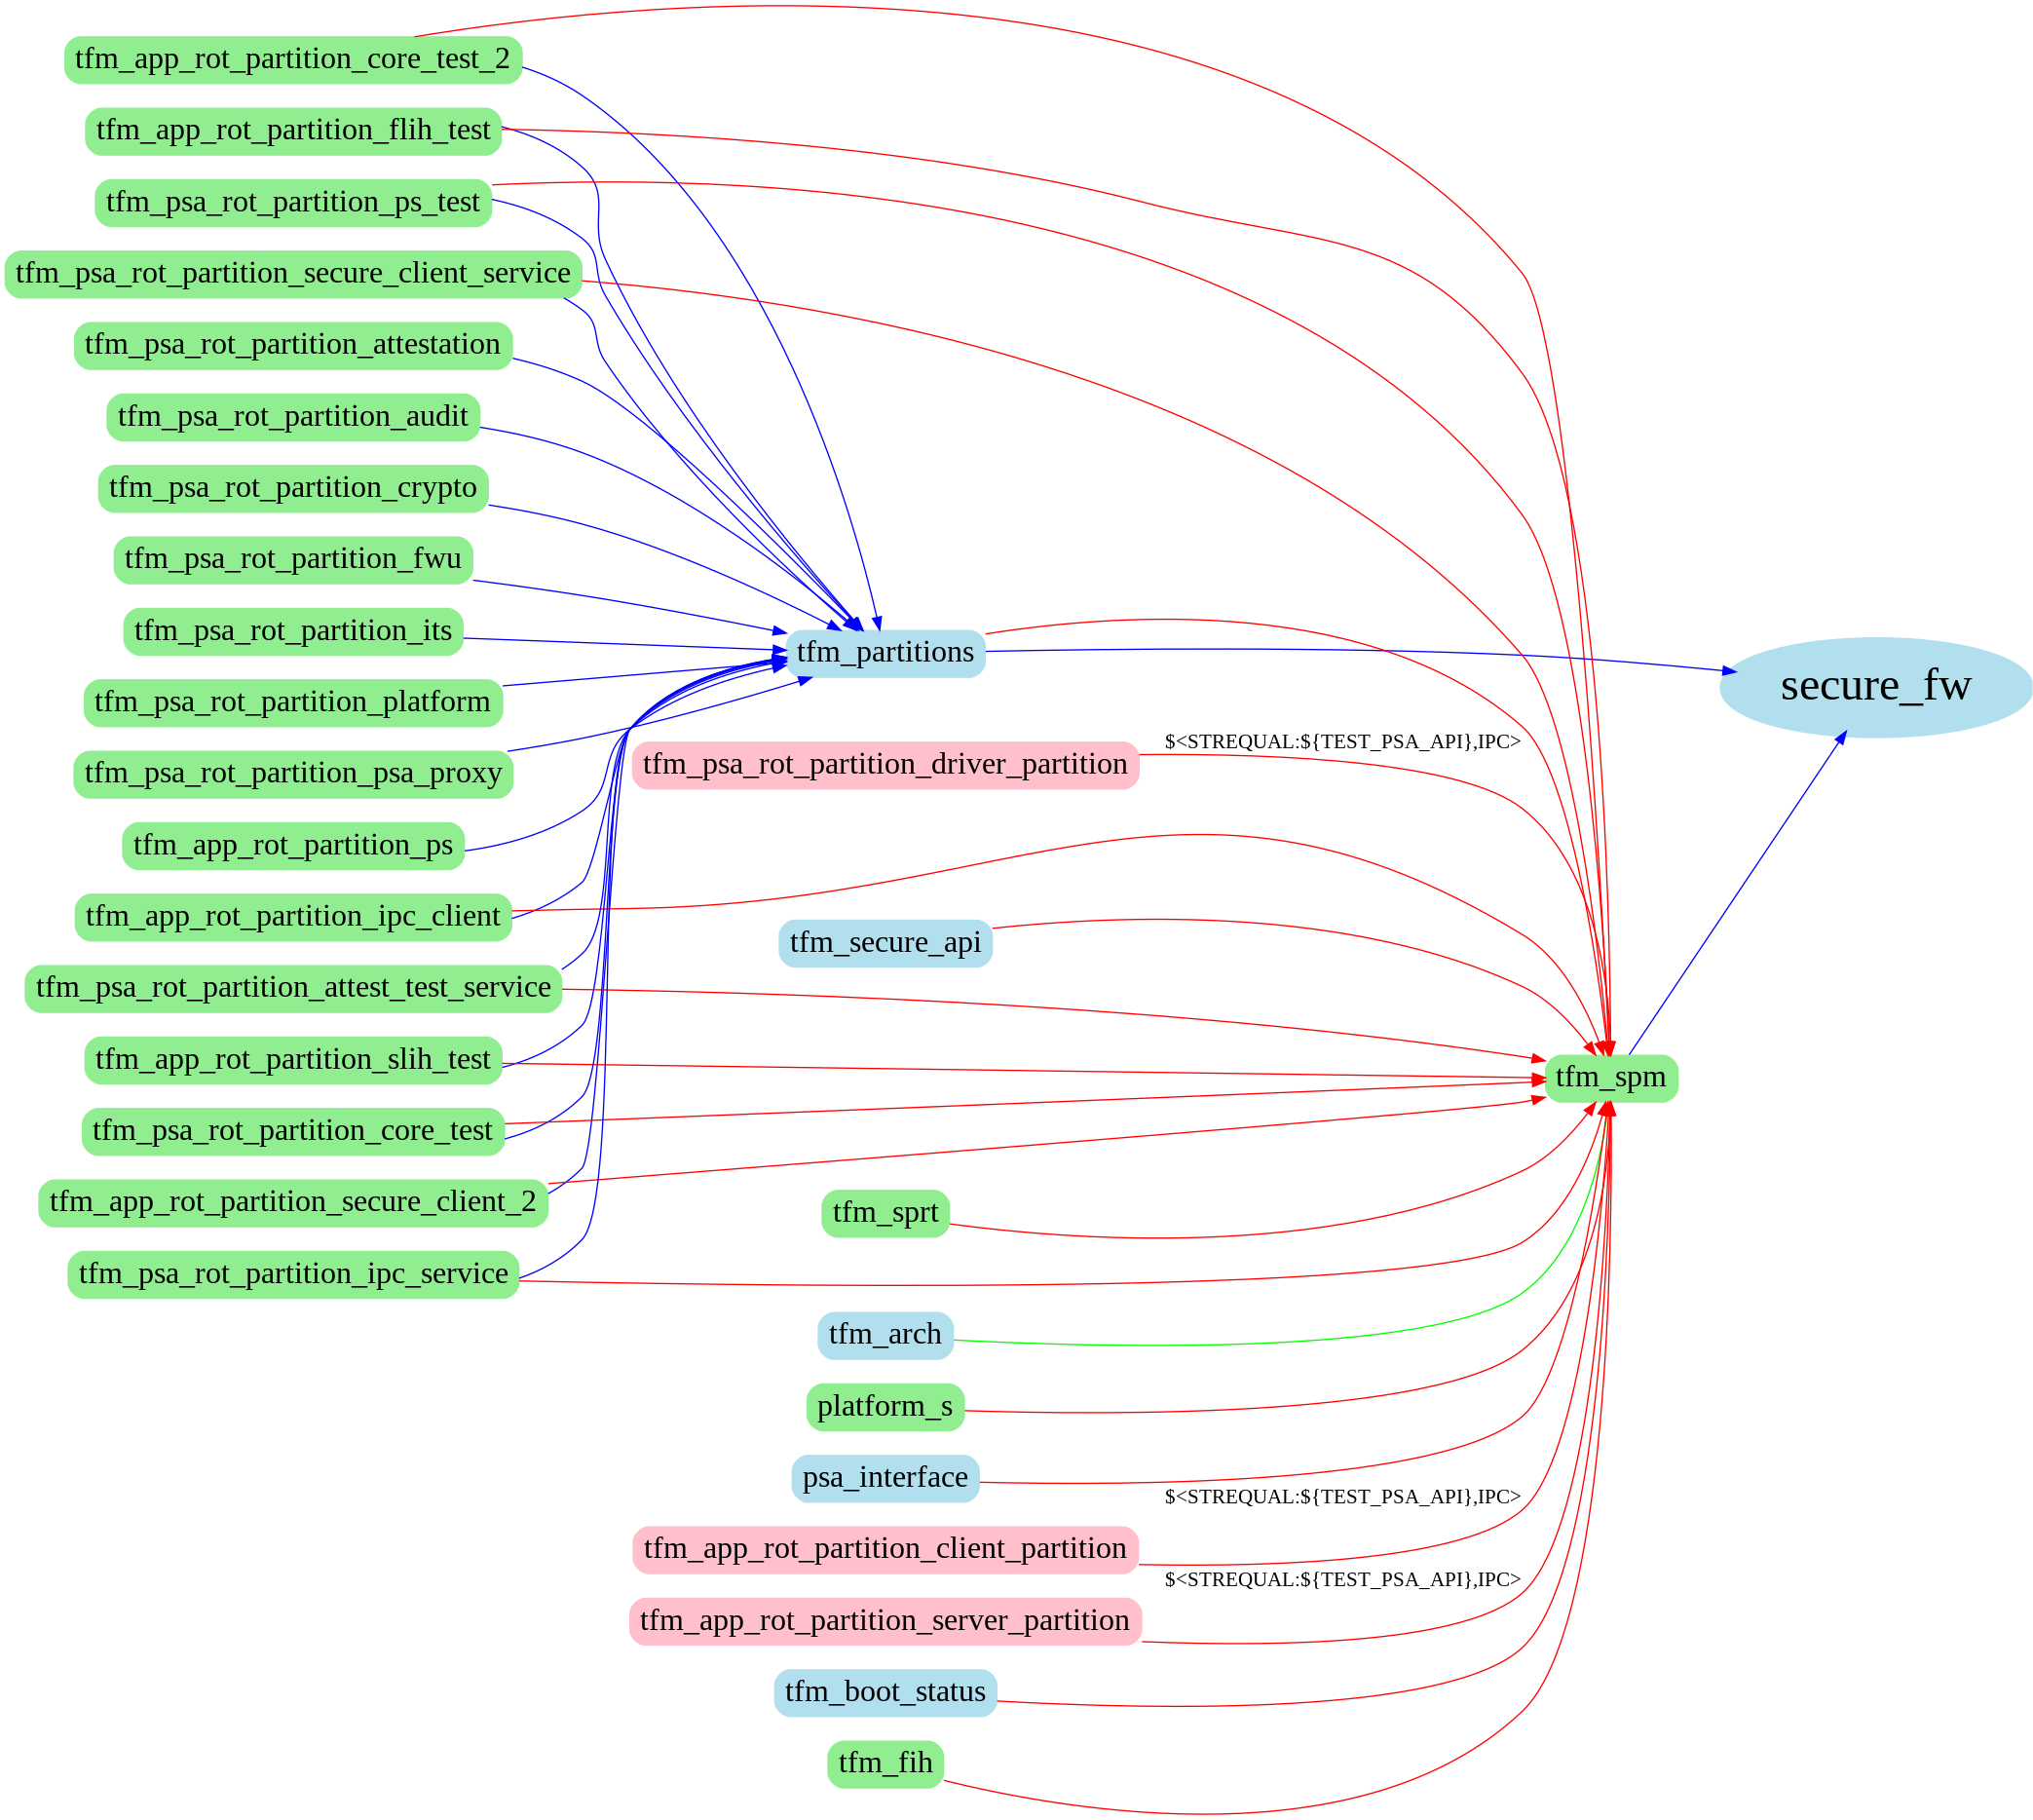 tfm_app_rot_partition_core_test_2
tfm_app_rot_partition_flih_test
tfm_psa_rot_partition_ps_test
tfm_psa_rot_partition_secure_client_service
tfm_psa_rot_partition_attestation
tfm_psa_rot_partition_audit
tfm_psa_rot_partition_crypto
tfm_psa_rot_partition_fwu
tfm_psa_rot_partition_its
tfm_psa_rot_partition_platform
tfm_psa_rot_partition_psa_proxy
tfm_app_rot_partition_ps
tfm_app_rot_partition_ipc_client
tfm_psa_rot_partition_attest_test_service
tfm_app_rot_partition_slih_test
tfm_psa_rot_partition_core_test
tfm_app_rot_partition_secure_client_2
tfm_psa_rot_partition_ipc_service
tfm_partitions
tfm_psa_rot_partition_driver_partition
$<STREQUAL:${TEST_PSA_API},IPC>
tfm_secure_api
tfm_sprt
tfm_arch
platform_s
psa_interface
$<STREQUAL:${TEST_PSA_API},IPC>
tfm_app_rot_partition_client_partition
$<STREQUAL:${TEST_PSA_API},IPC>
tfm_app_rot_partition_server_partition
tfm_boot_status
tfm_fih
tfm_spm
secure_fw